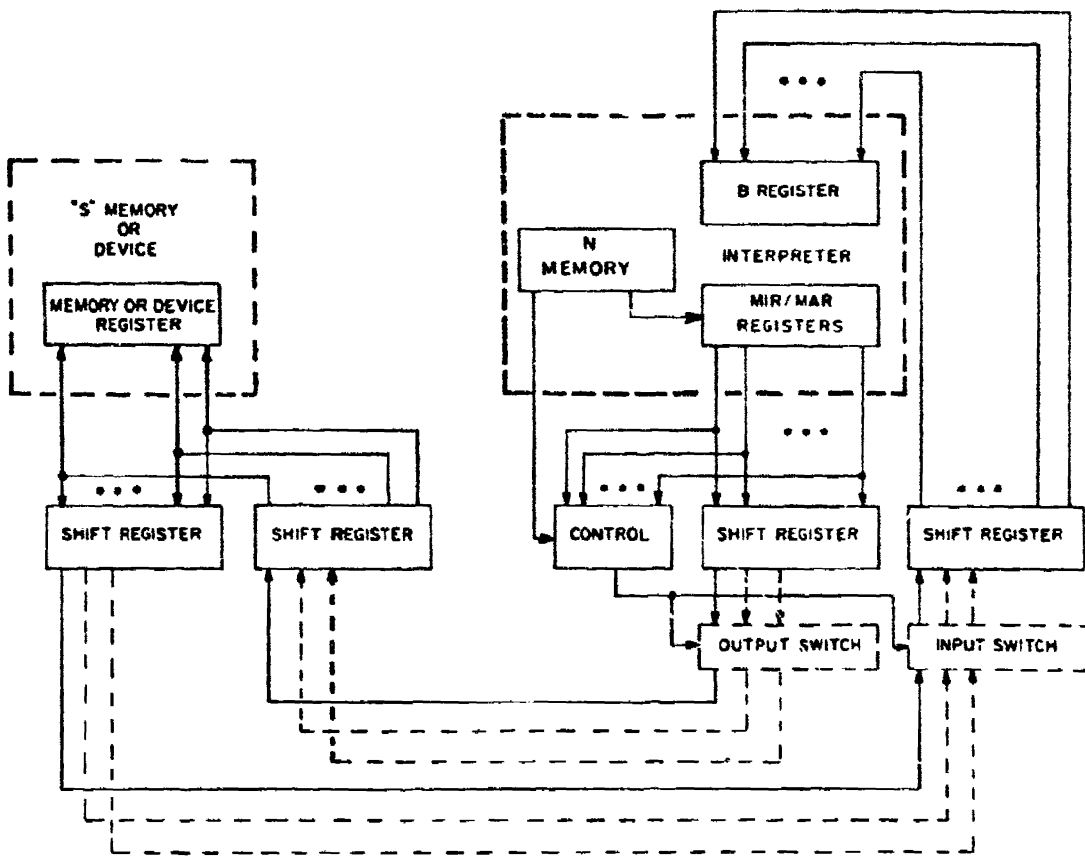 "S" MEMORY
OR
DEVICE
MEMORY OR DEVICE
REGISTER
B REGISTER
N
MEMORY
INTERPRETER
MIR/MAR
REGISTERS
SHIFT REGISTER
SHIFT REGISTER
CONTROL
SHIFT REGISTER
SHIFT REGISTER
OUTPUT SWITCH
INPUT SWITCH